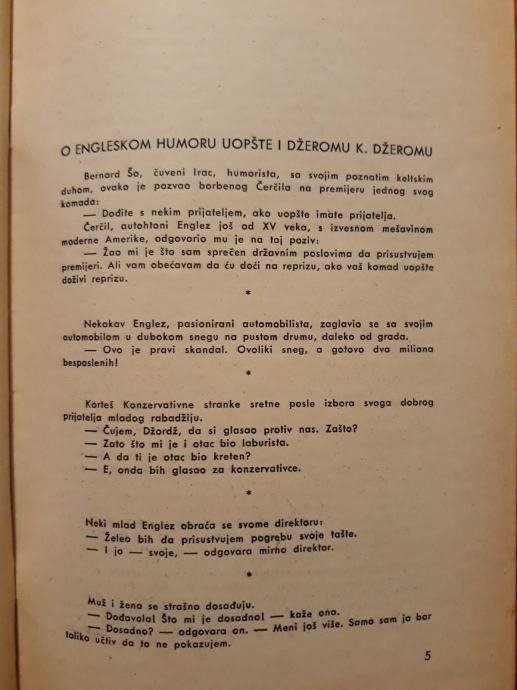 O ENGLESKOM HUMORU UOPŠTE I DŽEROMU K. DŽEROMU
Bernard Šo, čuveni Irac, humorista, sa svojim poznatim keltskim
duhom, ovako je pozvao borbenog Čerčila na premijeru jednog svog
komada:
— Dođite s nekim prijateljem, ako uopšte imate prijatelja.
Čerčil, autohtoni Englez još od XV veka, s izvesnom mešavinom
moderne Amerike, odgovorio mu je na taj poziv:
— Žao mi je što sam sprečen državnim poslovima da prisustvujem
premijeri. Ali vam obećavam da ću doći na reprizu, ako vaš komad uopšte
doživi reprizu.
*
Nekakav Englez, pasionirani automobilista, zaglavio se sa svojim
automobilom u dubokom snegu na pustom drumu, daleko od grada.
— Ovo je pravi skandal. Ovoliki sneg, a gotovo dva miliona
besposlenih!
*
Korteš Konzervativne stranke sretne posle izbora svoga dobrog
prijatelja mladog rabadžiju.
— Čujem, Džordž, da si glasao protiv nas. Zašto?
— Zato što mi je i otac bio laburista.
— A da ti je otac bio kreten?
— E, onda bih glasao za konzervativce.
*
Neki mlad Englez obraća se svome direktoru:
— Želeo bih da prisustvujem pogrebu svoje tašte.
— I ja — svoje, — odgovara mirno direktor.
*
Muž i žena se strašno dosađuju.
— Dođavola! Što mi je dosadno! — kaže ona.
— Dosadno? — odgovara on. — Meni još više. Samo sam ja bar
toliko učtiv da to ne pokazujem.
5